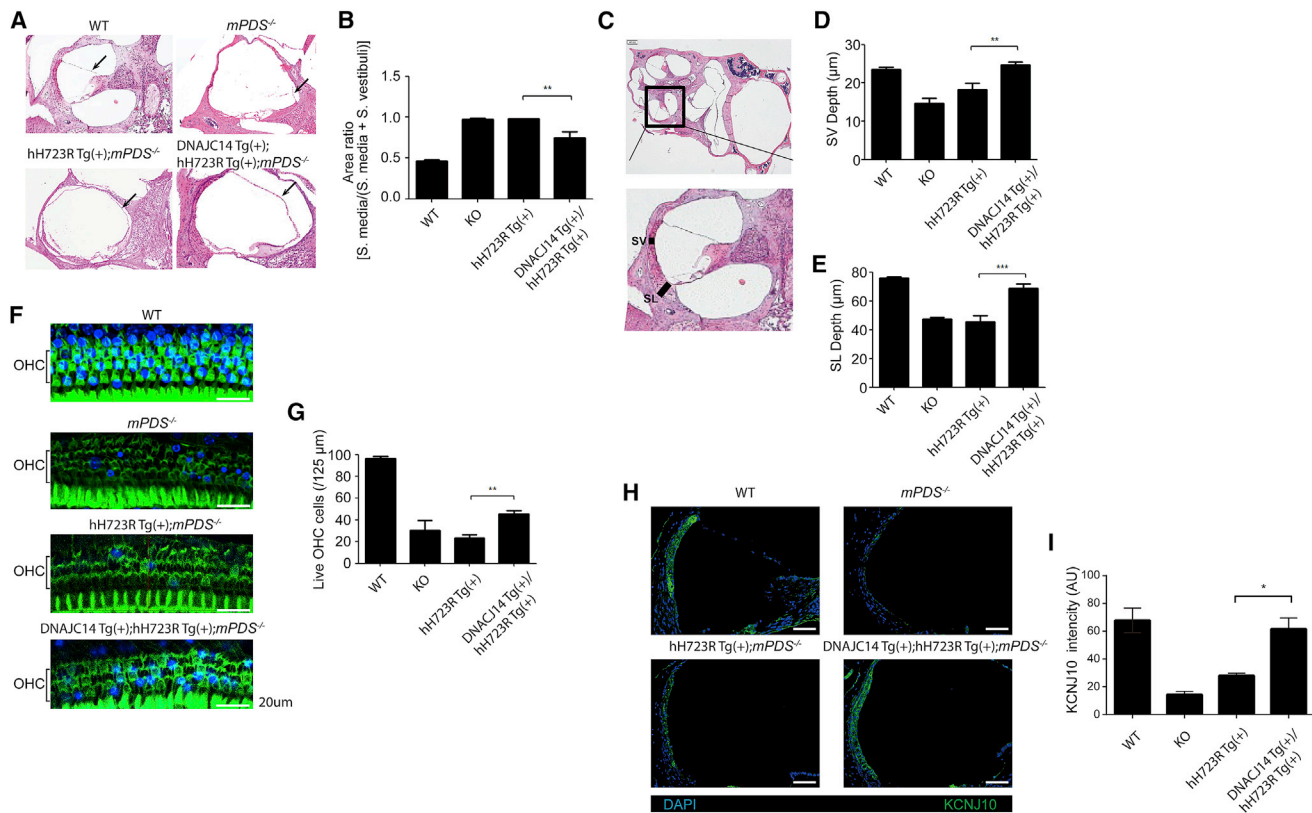 A
WT
mPDS-/-
hH723R Tg(+);mPDS-/-
DNAJC14 Tg(+);
hH723R Tg(+);mPDS-/-
B
Area ratio
[S. media/(S. media + S. vestibuli)]
1.5
1.0
0.5
0.0
**
WT
KO
hH723R Tg(+)
DNACJ14 Tg(+)/
hH723R Tg(+)
C
SV
SL
D
SV Depth (μm)
30
20
10
0
**
WT
KO
hH723R Tg(+)
DNACJ14 Tg(+)/
hH723R Tg(+)
E
SL Depth (μm)
80
60
40
20
0
***
WT
KO
hH723R Tg(+)
DNACJ14 Tg(+)/
hH723R Tg(+)
F
WT
OHC
mPDS-/-
OHC
hH723R Tg(+);mPDS-/-
OHC
DNAJC14 Tg(+);hH723R Tg(+);mPDS-/-
OHC
20um
G
Live OHC cells (/125 μm)
100
80
60
40
20
0
**
WT
KO
hH723R Tg(+)
DNACJ14 Tg(+)/
hH723R Tg(+)
H
WT
mPDS-/-
hH723R Tg(+);mPDS-/-
DNAJC14 Tg(+);hH723R Tg(+);mPDS-/-
DAPI
KCNJ10
I
KCNJ10 intencity (AU)
100
80
60
40
20
0
*
WT
KO
hH723R Tg(+)
DNACJ14 Tg(+)/
hH723R Tg(+)